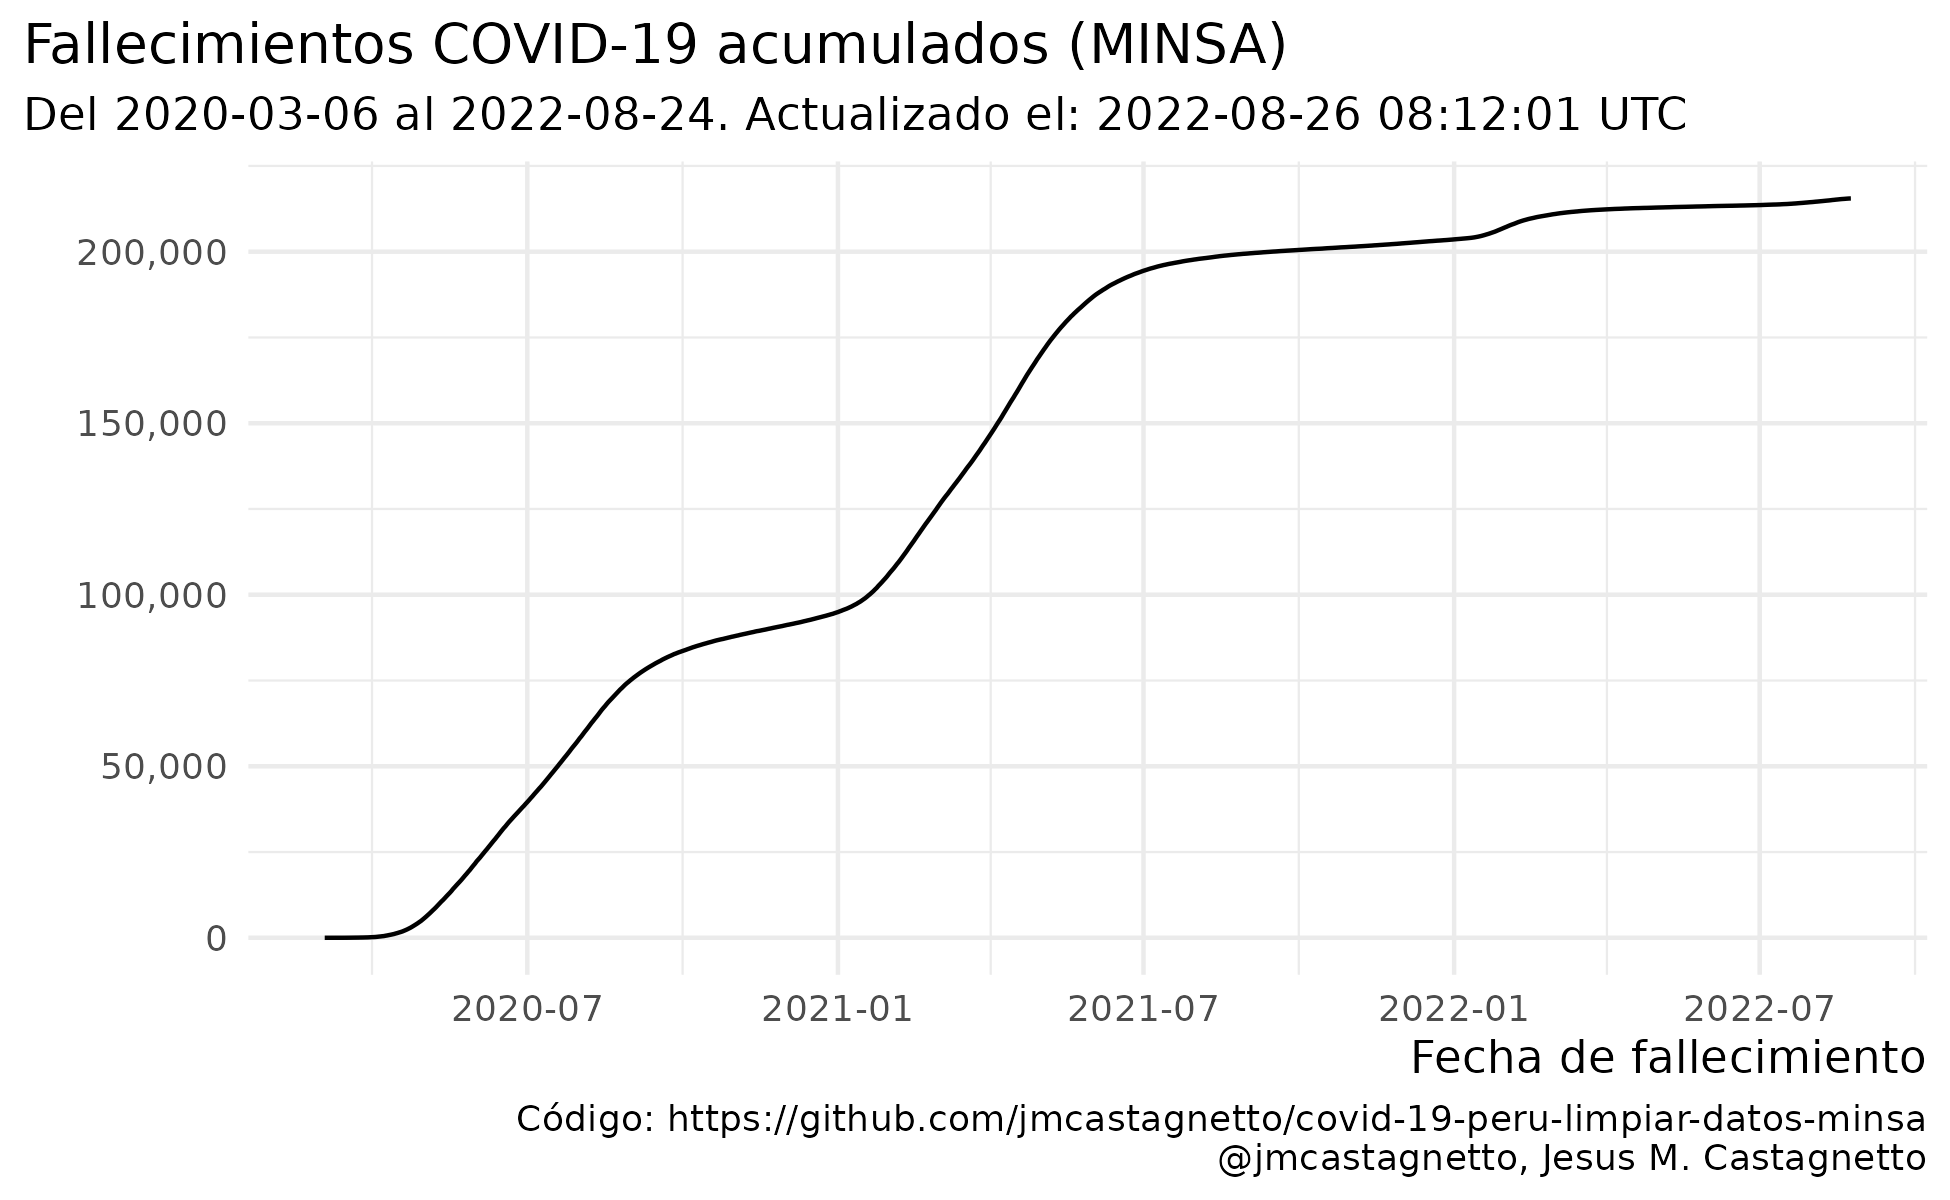 Fallecimientos COVID-19 acumulados (MINSA)
Del 2020-03-06 al 2022-08-24. Actualizado el: 2022-08-26 08:12:01 UTC
200,000
150,000
100,000
50,000
0
2020-07 2021-01 2021-07 2022-01 2022-07
Fecha de fallecimiento
Código: https://github.com/jmcastagnetto/covid-19-peru-limpiar-datos-minsa
@jmcastagnetto, Jesus M. Castagnetto